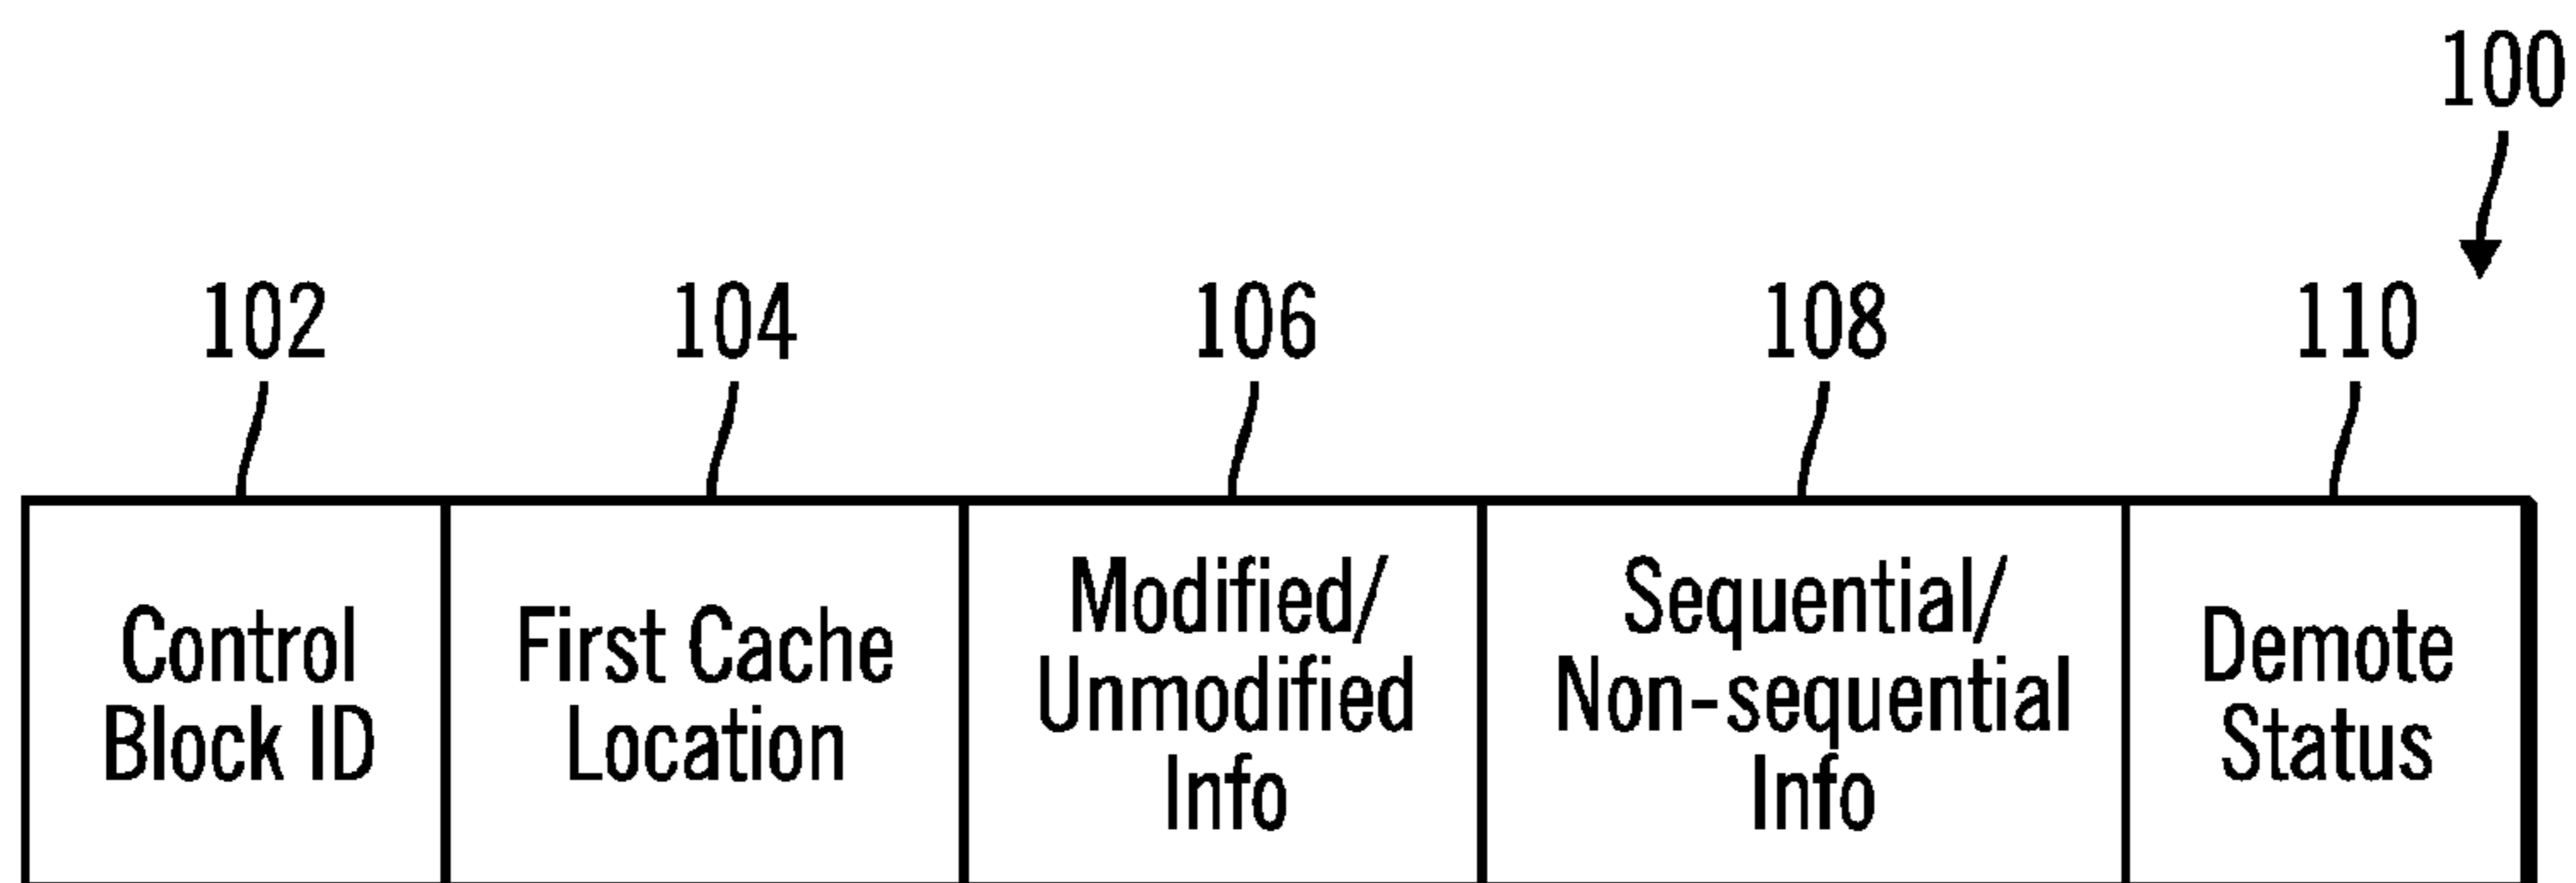 100
102 104 106 108 110
Control
Block ID
First Cache
Location
Modified/
Unmodified
Info
Sequential/
Non-sequential
Info
Demote
Status